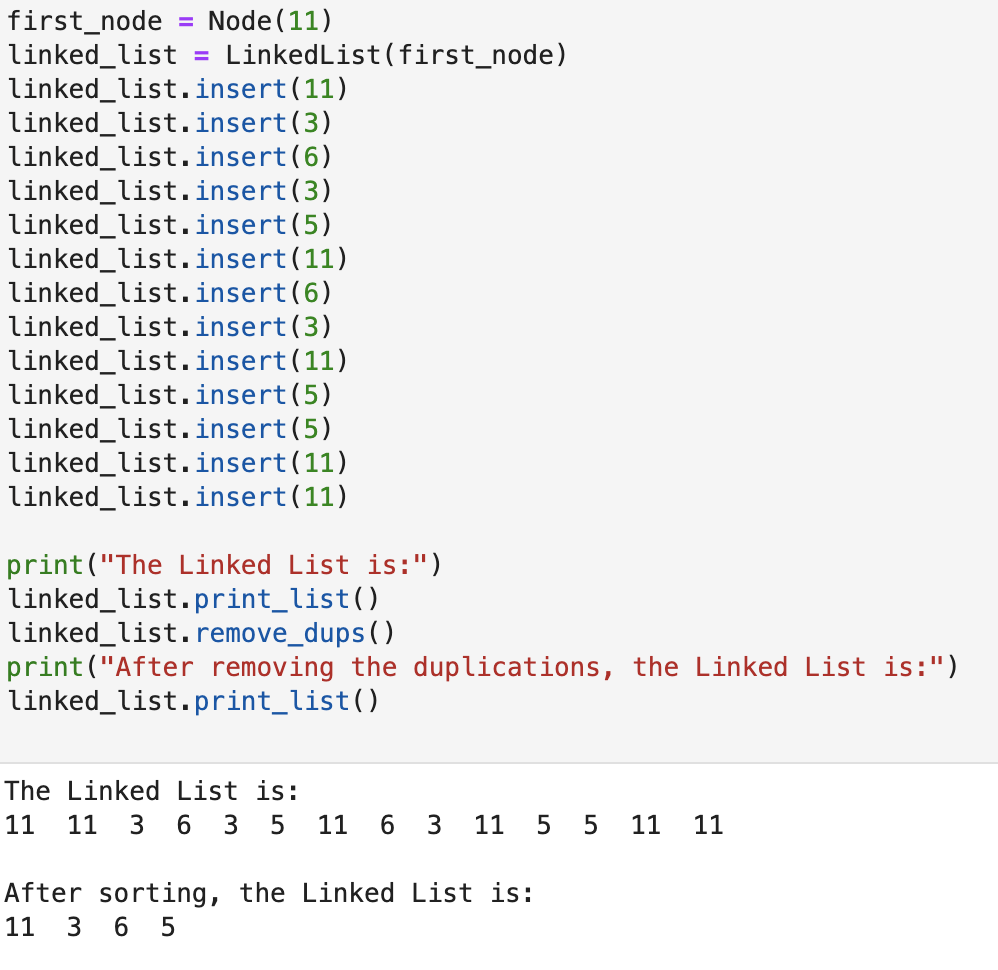 first_node = Node(11)
linked_list = LinkedList(first_node)
linked_list.insert(11)
linked_list.insert(3)
linked_list.insert(6)
linked_list.insert(3)
linked_list.insert(5)
linked_list.insert(11)
linked_list.insert(6)
linked_list.insert(3)
linked_list.insert(11)
linked_list.insert(5)
linked_list.insert(5)
linked_list.insert(11)
linked_list.insert(11)
print("The Linked List is:")
linked_list.print_list()
linked_list.remove_dups()
print("After removing the duplications, the Linked List is:")
linked_list.print_list()
The Linked List is:
11  11  3  6  3  5  11  6  3  11  5  5  11  11
After sorting, the Linked List is:
11  3  6  5